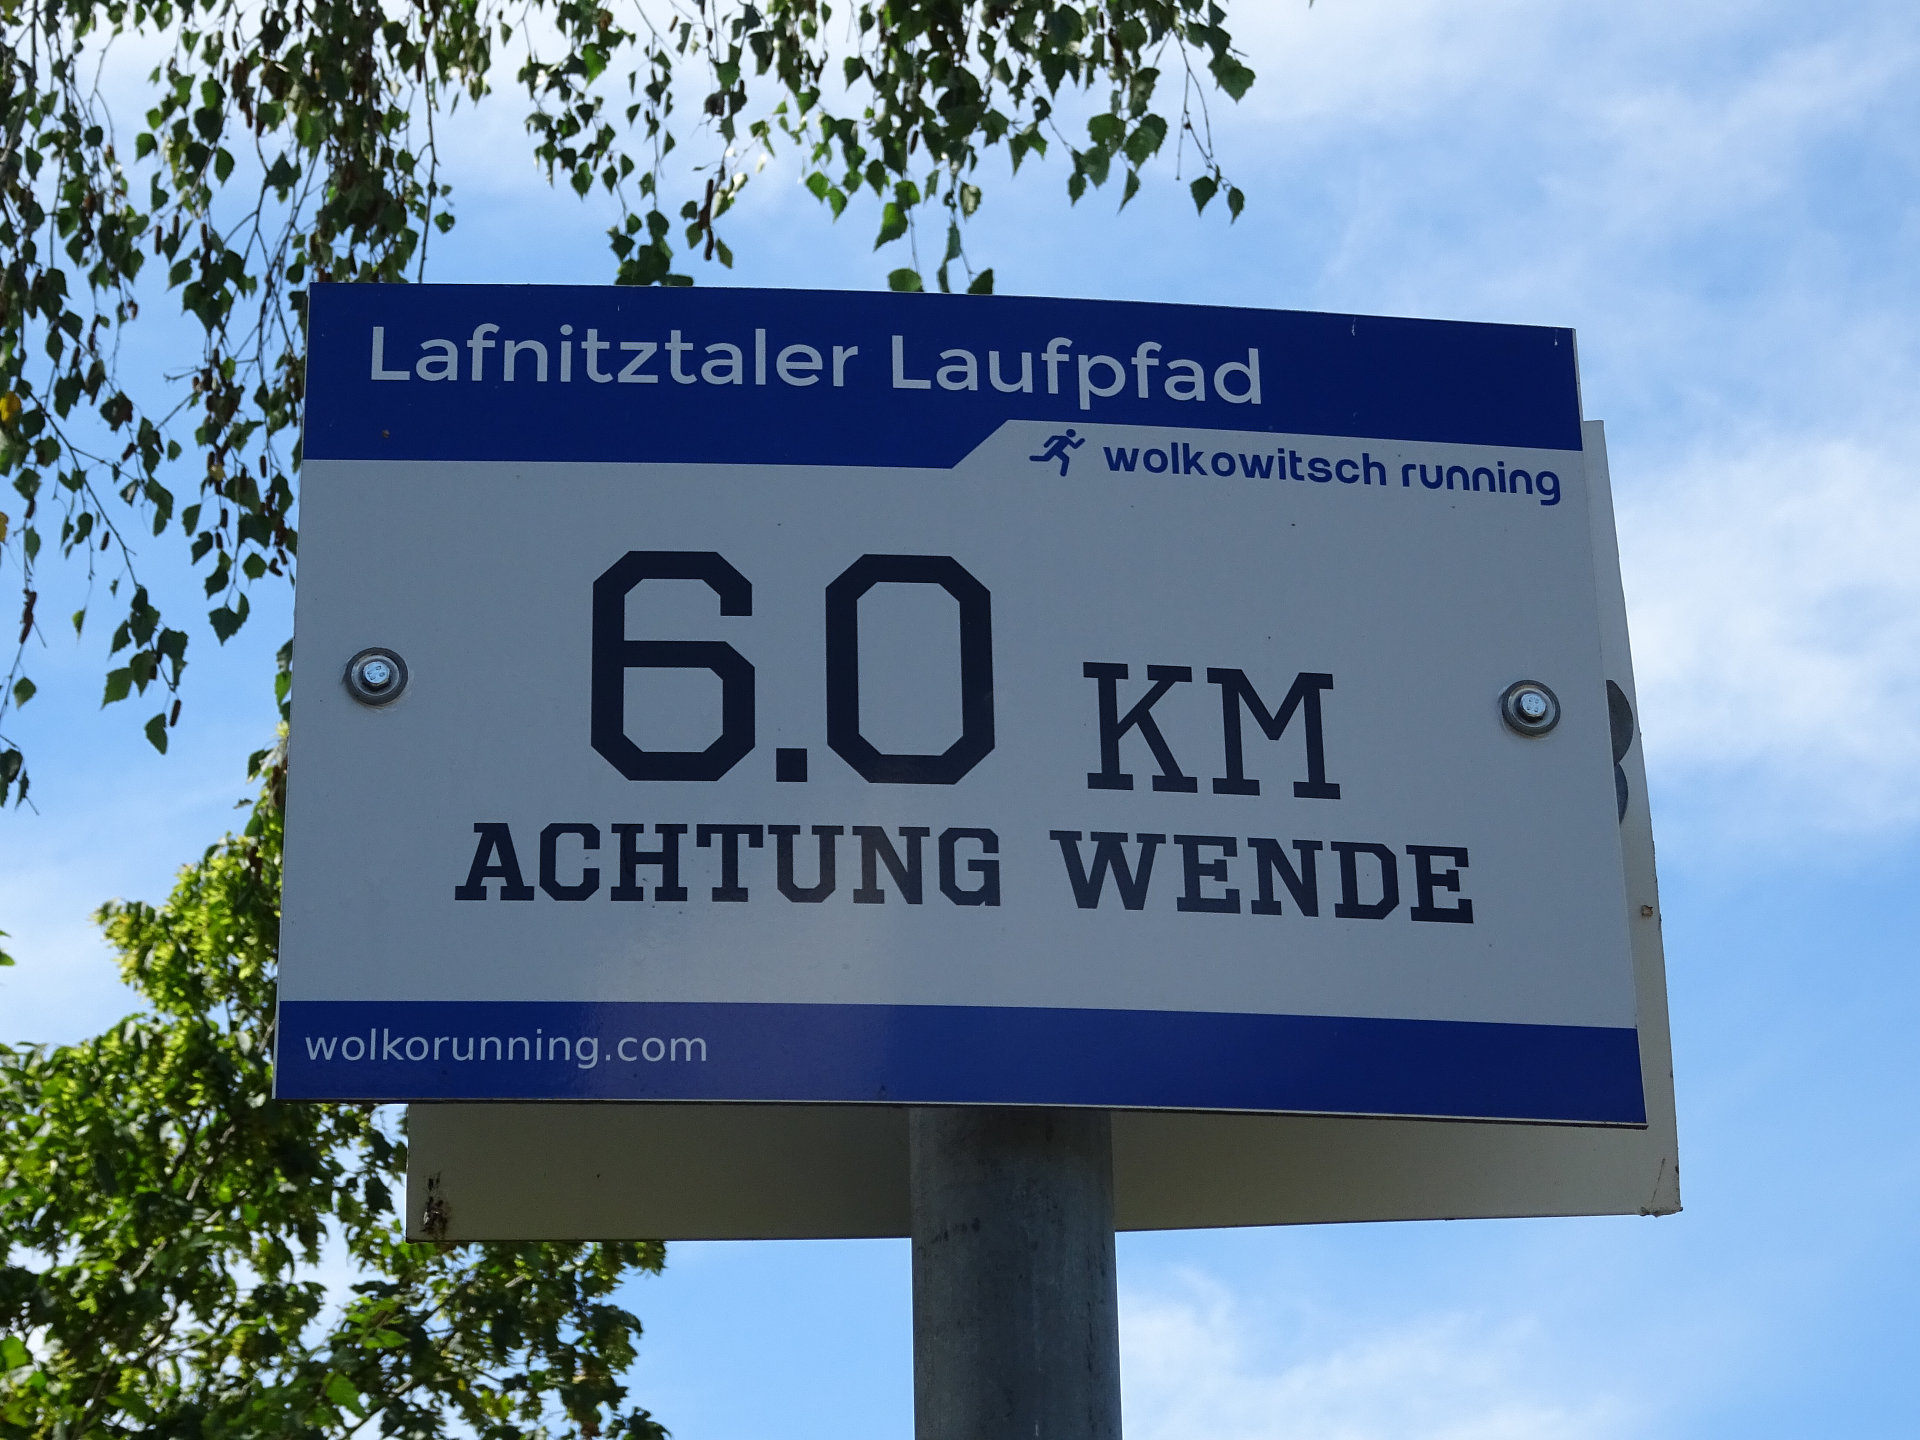 Lafnitztaler Laufpfad
wolkowitsch running
6.0 KM
ACHTUNG WENDE
wolkorunning.com